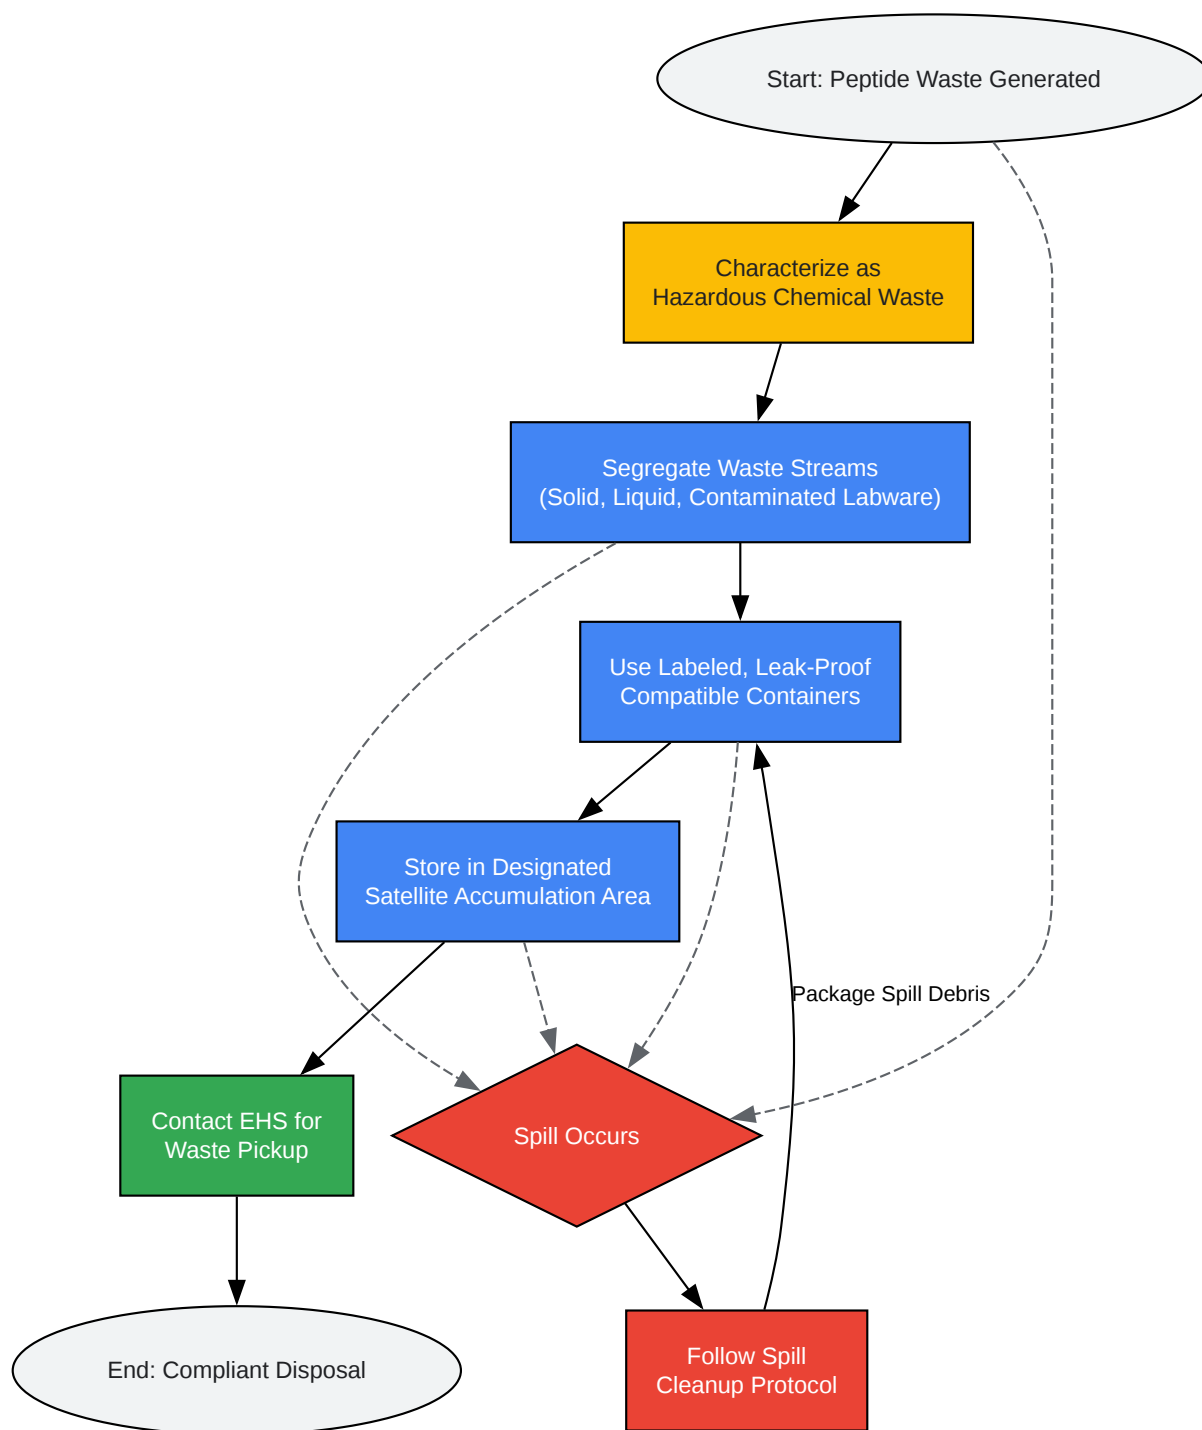 Start: Peptide Waste Generated
Characterize as
Hazardous Chemical Waste
Segregate Waste Streams
(Solid, Liquid, Contaminated Labware)
Use Labeled, Leak-Proof
Compatible Containers
Store in Designated
Satellite Accumulation Area
Package Spill Debris
Contact EHS for
Waste Pickup
Spill Occurs
End: Compliant Disposal
Follow Spill
Cleanup Protocol